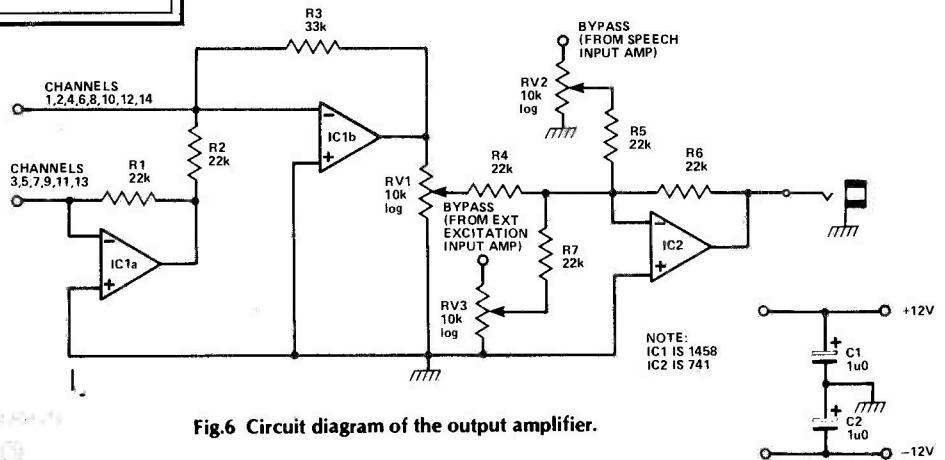 R3
33k
BYPASS
(FROM SPEECH
INPUT AMP)
CHANNELS
1,2,4,6,8,10,12,14
RV2
10k
log
IC1b
R2
22k
R5
22k
CHANNELS
3,5,7,9,11,13
R1
22k
R4
22k
R6
22k
RV1
10k
log
BYPASS
(FROM EXT
EXCITATION
INPUT AMP)
IC1a
IC2
R7
22k
RV3
10k
log
NOTE:
IC1 IS 1458
IC2 IS 741
+12V
C1
1u0
C2
1u0
-12V
Fig.6 Circuit diagram of the output amplifier.